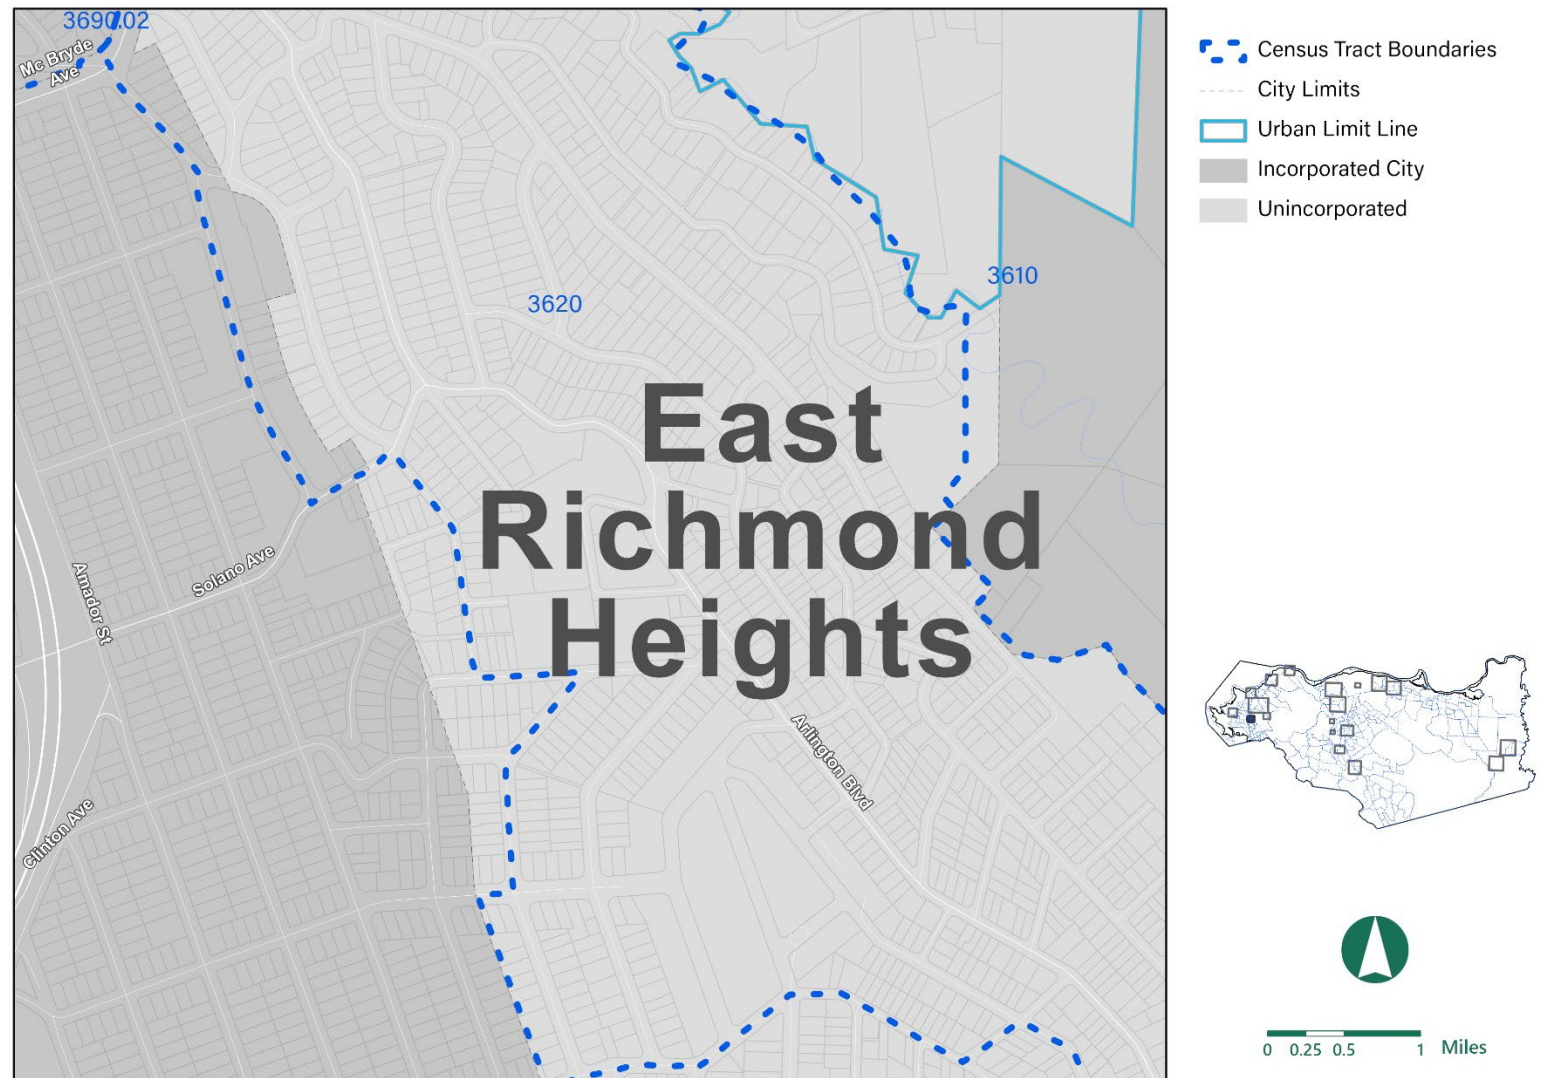 3690.02
Mc Bryde
Ave
3610
3620
East
Richmond
Heights
Solano Ave
Amador St
Arlington Blvd
Clinton Ave
Census Tract Boundaries
City Limits
Urban Limit Line
Incorporated City
Unincorporated
0 0.25 0.5 1 Miles